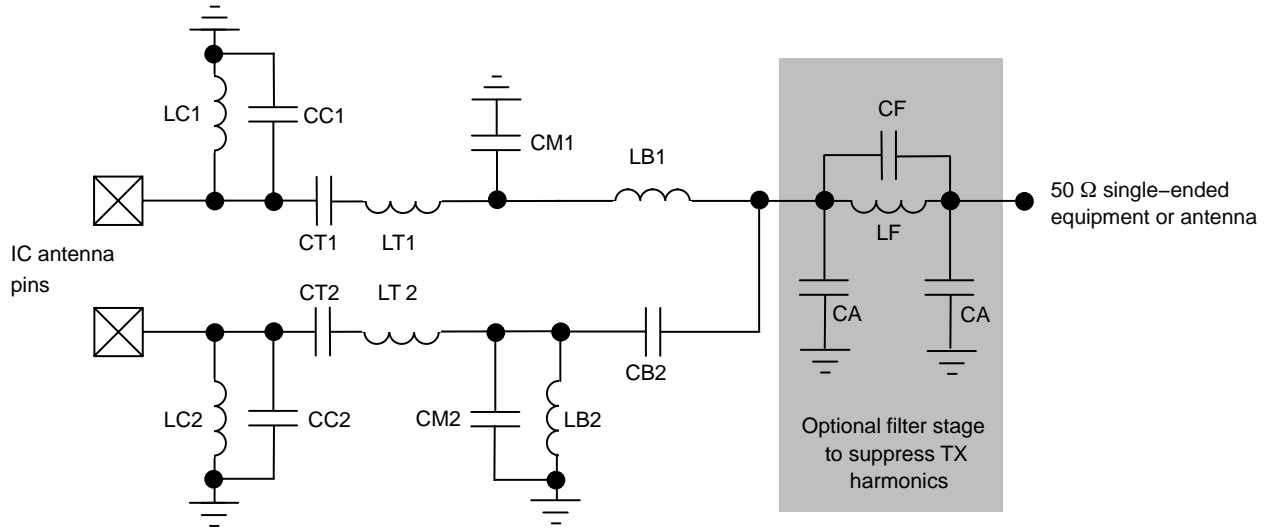 LC1
CC1
CM1
LB1
CF
LF
50 Ω single−ended
equipment or antenna
CT1
LT1
IC antenna
pins
CT2
LT 2
CA
CA
CB2
LC2
CC2
CM2
LB2
Optional filter stage
to suppress TX
harmonics